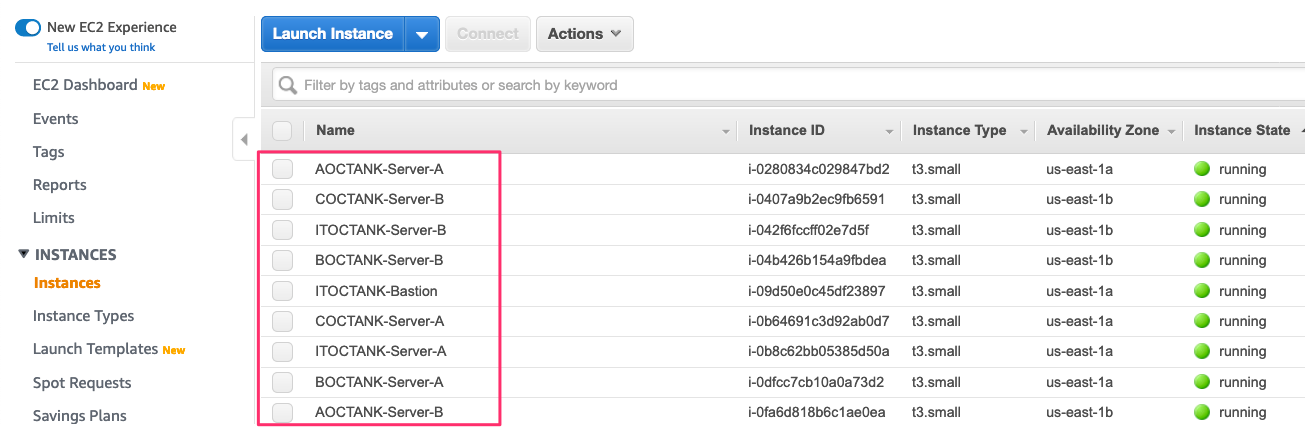 New EC2 Experience
Tell us what you think
EC2 Dashboard New
Events
Tags
Reports
Limits
INSTANCES
Instances
Instance Types
Launch Templates New
Spot Requests
Savings Plans
Launch Instance Connect Actions
Filter by tags and attributes or search by keyword
Name Instance ID Instance Type Availability Zone Instance State
AOCTANK-Server-A i-0280834c029847bd2 t3.small us-east-1a running
COCTANK-Server-B i-0407a9b2ec9fb6591 t3.small us-east-1b running
ITOCTANK-Server-B i-042f6fccff02e7d5f t3.small us-east-1b running
BOCTANK-Server-B i-04b426b154a9fbdea t3.small us-east-1b running
ITOCTANK-Bastion i-09d50e0c45df23897 t3.small us-east-1a running
COCTANK-Server-A i-0b64691c3d92ab0d7 t3.small us-east-1a running
ITOCTANK-Server-A i-0b8c62bb05385d50a t3.small us-east-1a running
BOCTANK-Server-A i-0dfcc7cb10a0a73d2 t3.small us-east-1a running
AOCTANK-Server-B i-0fa6d818b6c1ae0ea t3.small us-east-1b running